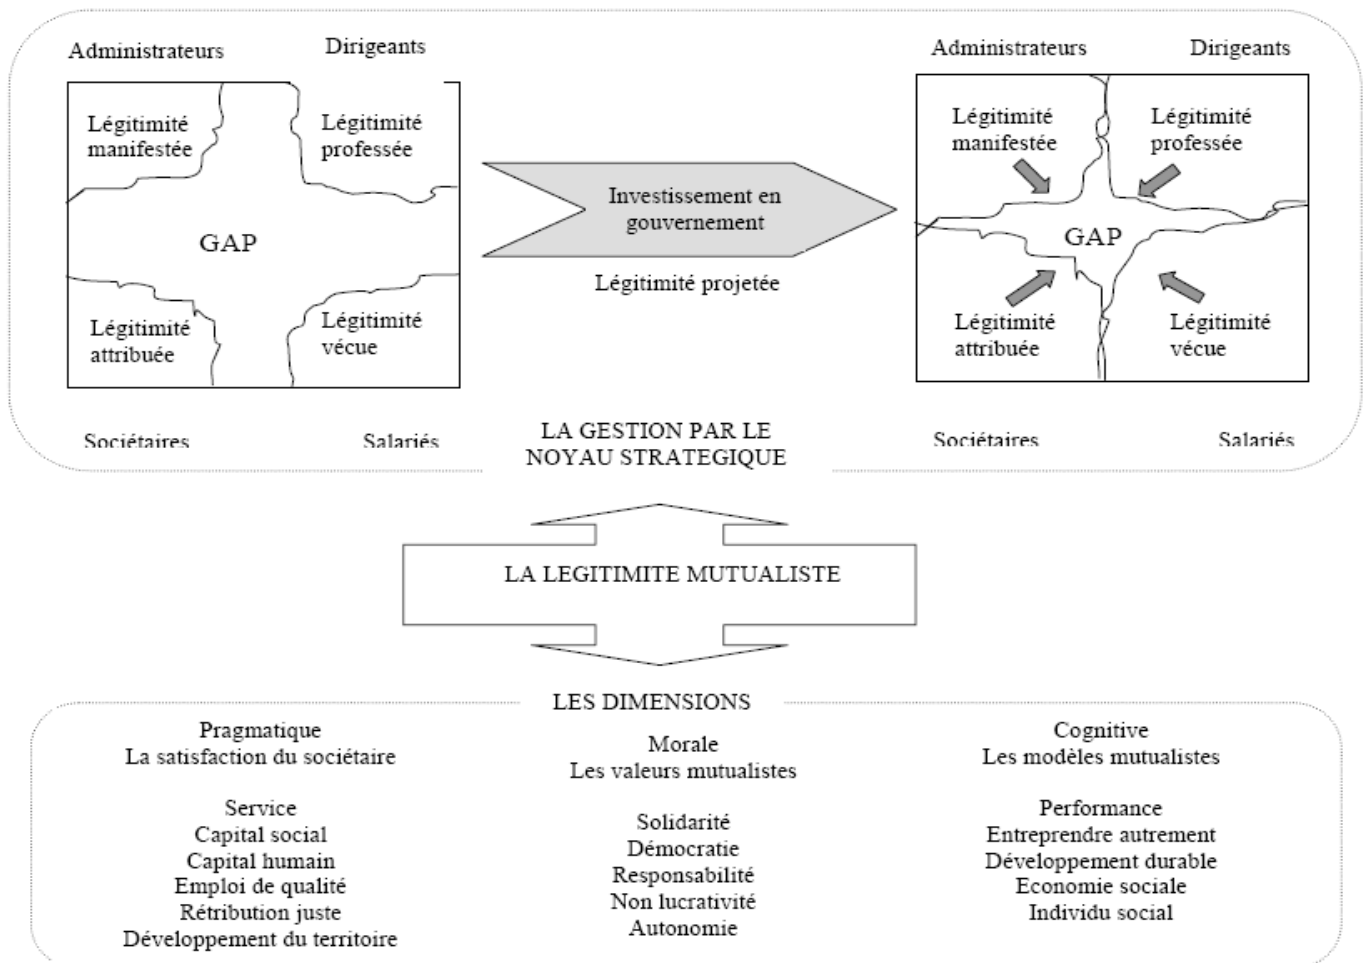 Administrateurs
Dirigeants
Légitimité
manifestée
Légitimité
professée
GAP
Légitimité
attribuée
Légitimité
vécue
Sociétaires
Salariés
Investissement en
gouvernement
Légitimité projetée
Administrateurs
Dirigeants
Légitimité
manifestée
Légitimité
professée
GAP
Légitimité
attribuée
Légitimité
vécue
Sociétaires
Salariés
LA GESTION PAR LE
NOYAU STRATEGIQUE
LA LEGITIMITE MUTUALISTE
LES DIMENSIONS
Pragmatique
La satisfaction du sociétaire
Service
Capital social
Capital humain
Emploi de qualité
Rétribution juste
Développement du territoire
Morale
Les valeurs mutualistes
Solidarité
Démocratie
Responsabilité
Non lucrativité
Autonomie
Cognitive
Les modèles mutualistes
Performance
Entreprendre autrement
Développement durable
Economie sociale
Individu social